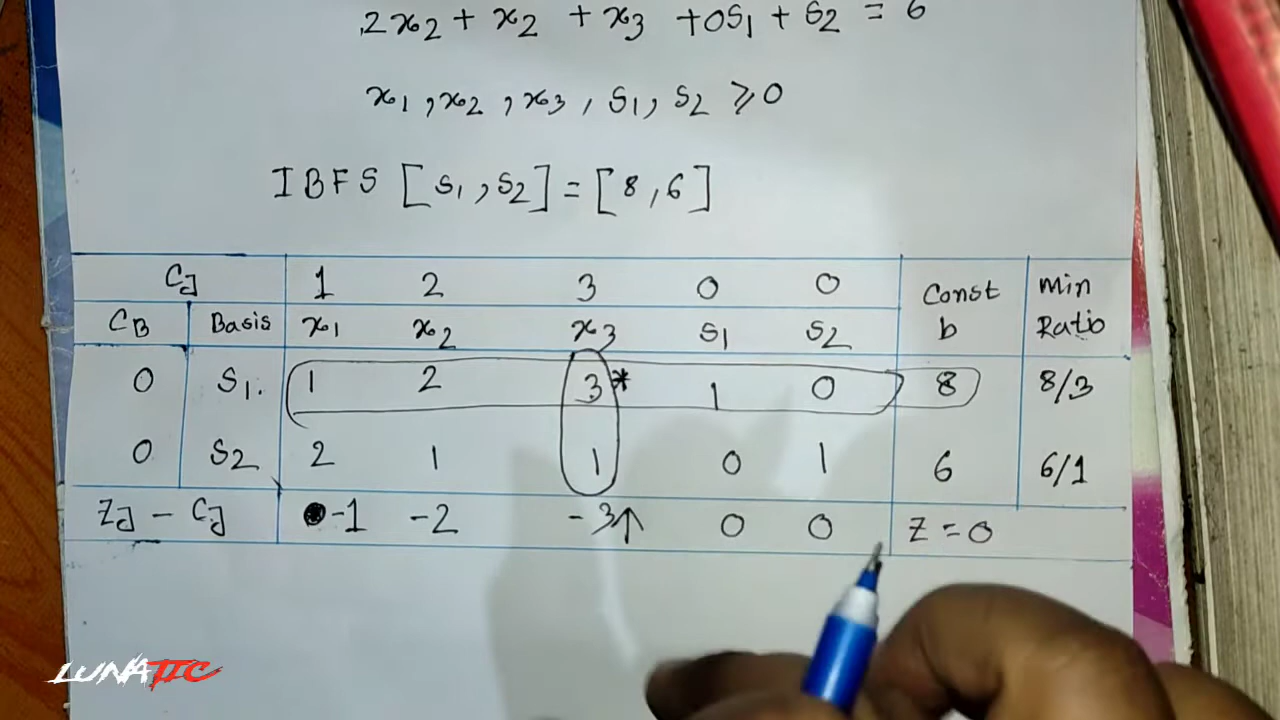 2x2 + x2 + x3 + 0s1 + s2 = 6
x1, x2, x3, s1, s2 ≥ 0
IBFS [s1, s2] = [8, 6]
CJ 1 2 3 0 0 Const b Min Ratio
CB Basis x1 x2 x3 s1 s2
0 S1. 1 2 3* 1 0 8 8/3
0 S2 2 1 1 0 1 6 6/1
ZJ - CJ -1 -2 -3↑ 0 0 Z = 0
LUNATIC